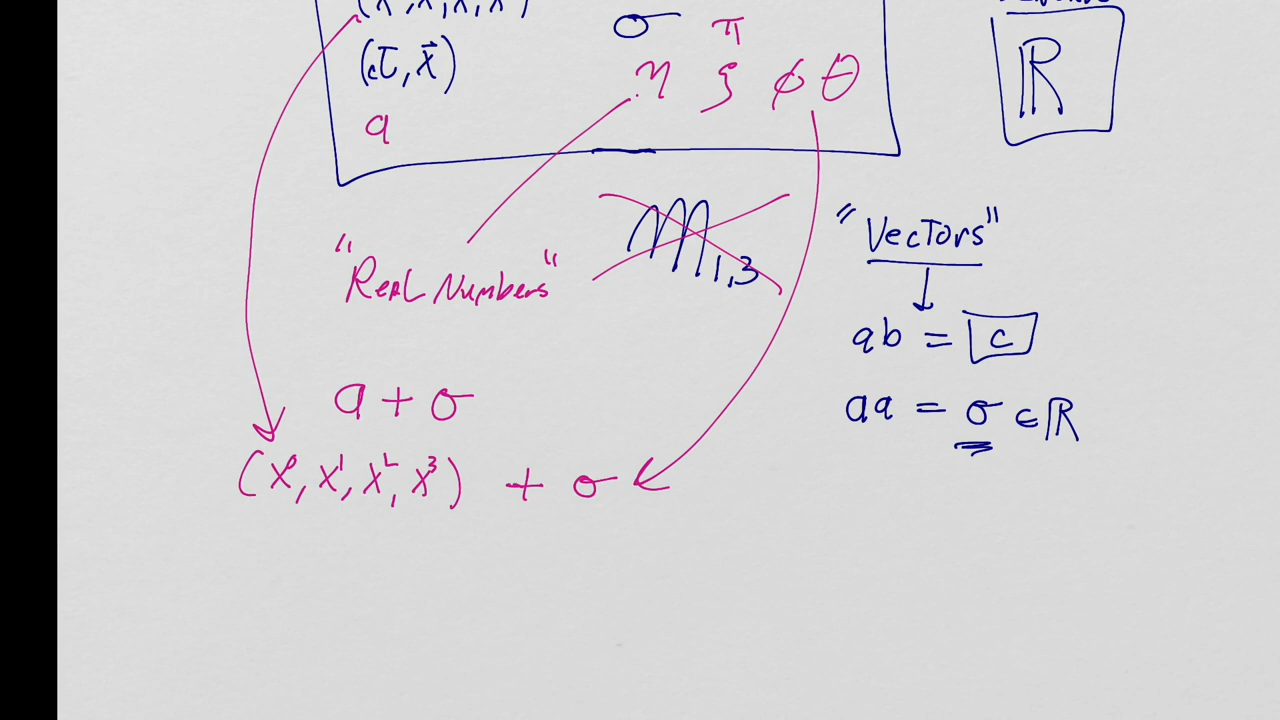 σ π
(cτ, x⃗)
η ζ φ θ
a
ℝ
"Real Numbers"
M₁,₃
"Vectors"
ab = c
aa = σ ∈ ℝ
a + σ
(x⁰, x¹, x², x³) + σ